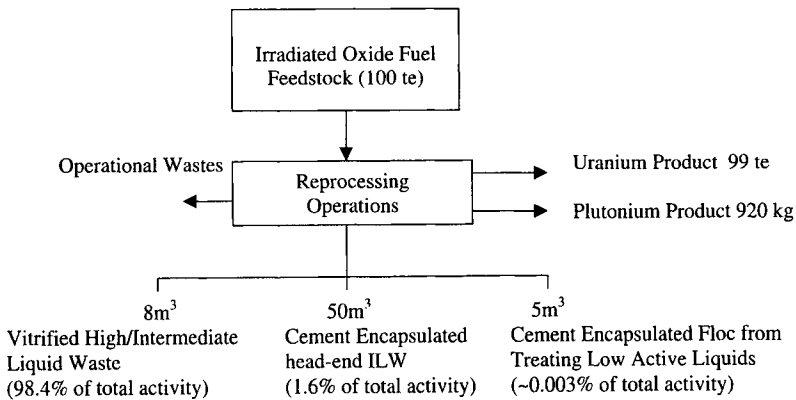 Irradiated Oxide Fuel
Feedstock (100 te)
Operational Wastes
Reprocessing
Operations
Uranium Product 99 te
Plutonium Product 920 kg
8m³
Vitrified High/Intermediate
Liquid Waste
(98.4% of total activity)
50m³
Cement Encapsulated
head-end ILW
(1.6% of total activity)
5m³
Cement Encapsulated Floc from
Treating Low Active Liquids
(~0.003% of total activity)